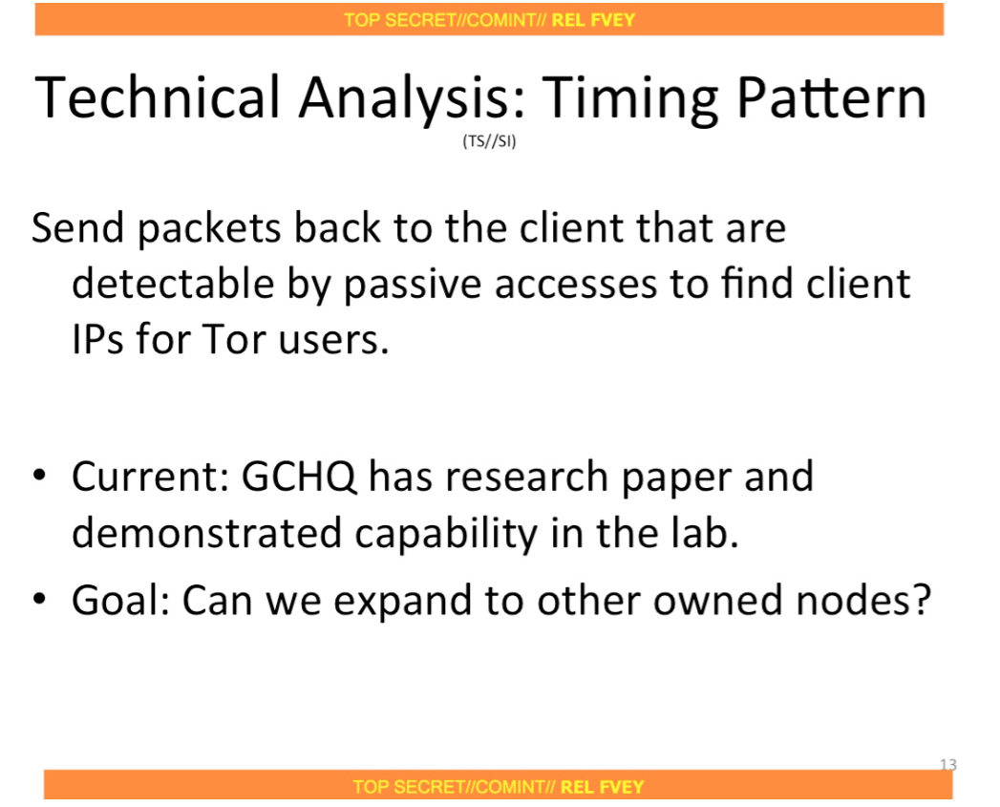 TOP SECRET//COMINT// REL FVEY
Technical Analysis: Timing Pattern
(TS//SI)
Send packets back to the client that are
detectable by passive accesses to find client
IPs for Tor users.
• Current: GCHQ has research paper and
demonstrated capability in the lab.
• Goal: Can we expand to other owned nodes?
13
TOP SECRET//COMINT// REL FVEY